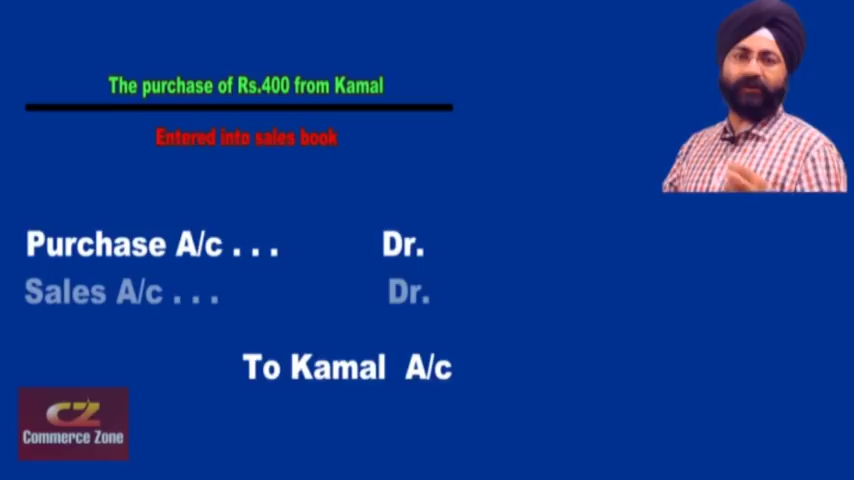 The purchase of Rs.400 from Kamal
Entered into sales book
Purchase A/c . . . Dr.
Sales A/c . . . Dr.
To Kamal A/c
CZ
Commerce Zone